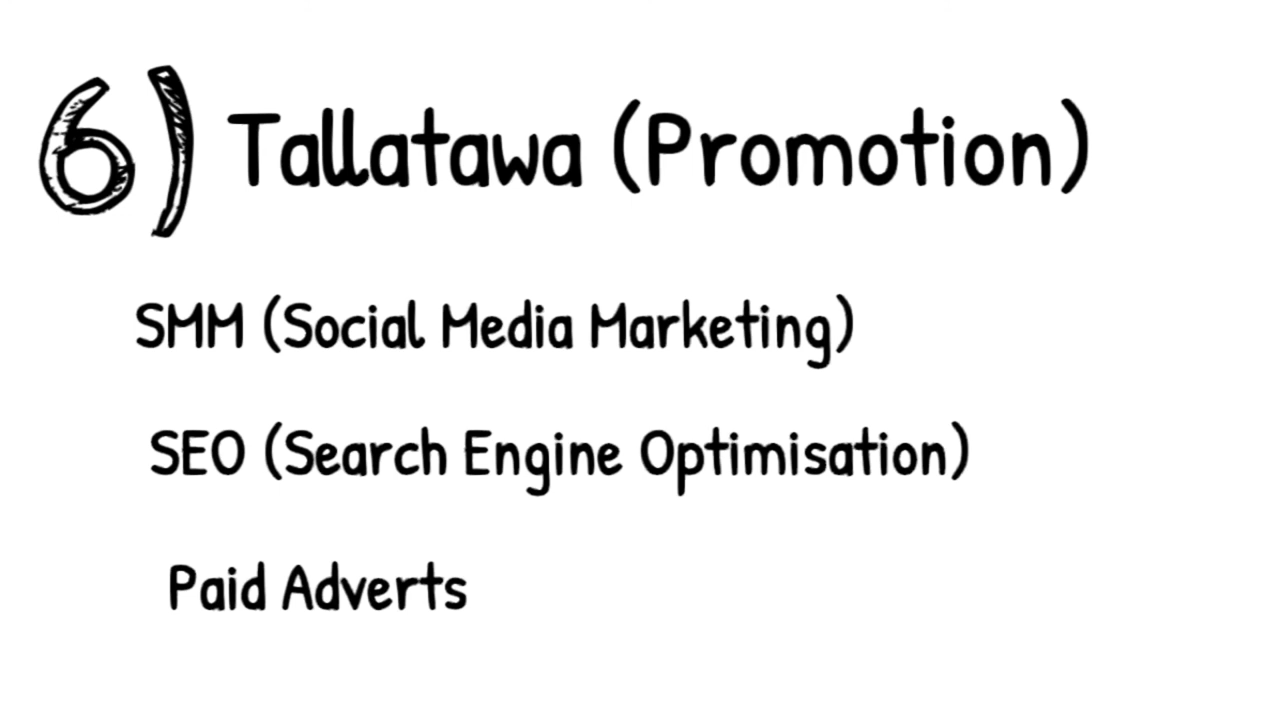 6) Tallatawa (Promotion)
SMM (Social Media Marketing)
SEO (Search Engine Optimisation)
Paid Adverts